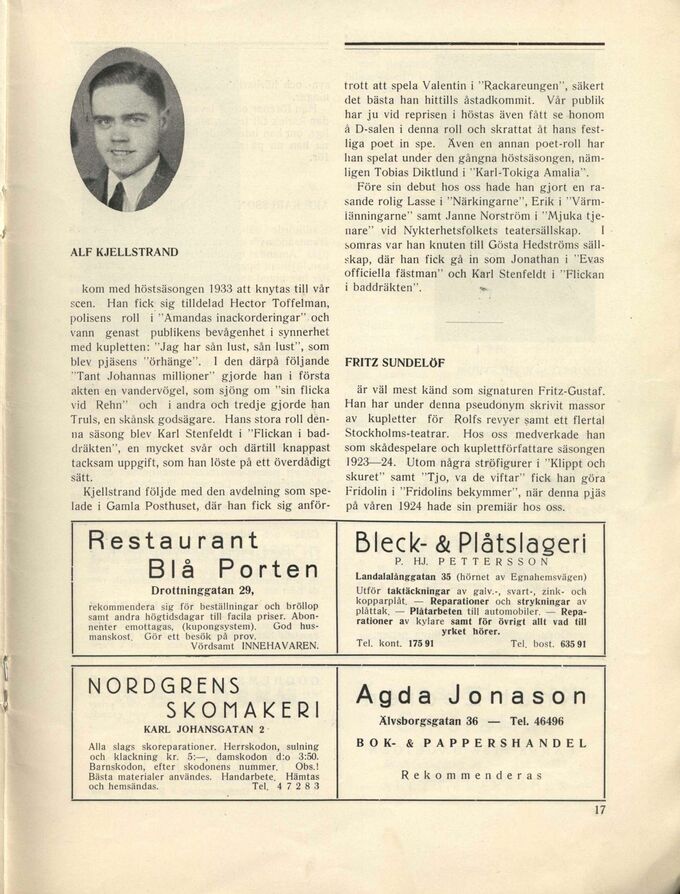 ALF KJELLSTRAND
kom med höstsäsongen 1933 att knytas till vår
scen. Han fick sig tilldelad Hector Toffelman,
polisens roll i "Amandas inackorderingar" och
vann genast publikens bevågenhet i synnerhet
med kupletten: "Jag har sån lust, sån lust", som
blev pjäsens "örhänge". I den därpå följande
"Tant Johannas millioner" gjorde han i första
akten en vandervögel, som sjöng om "sin flicka
vid Rehn" och i andra och tredje gjorde han
Truls, en skånsk godsägare. Hans stora roll den-
na säsong blev Karl Stenfeldt i "Flickan i bad-
dräkten", en mycket svår och därtill knappast
tacksam uppgift, som han löste på ett överdådigt
sätt.
Kjellstrand följde med den avdelning som spe-
lade i Gamla Posthuset, där han fick sig anför-
trott att spela Valentin i "Rackareungen", säkert
det bästa han hittills åstadkommit. Vår publik
har ju vid reprisen i höstas även fått se honom
å D-salen i denna roll och skrattat åt hans fest-
liga poet in spe. Även en annan poet-roll har
han spelat under den gångna höstsäsongen, näm-
ligen Tobias Diktlund i "Karl-Tokiga Amalia".
Före sin debut hos oss hade han gjort en ra-
sande rolig Lasse i "Närkingarne", Erik i "Värm-
länningarne" samt Janne Norström i "Mjuka tje-
nare" vid Nykterhetsfolkets teatersällskap. I
somras var han knuten till Gösta Hedströms säll-
skap, där han fick gå in som Jonathan i "Evas
officiella fästman" och Karl Stenfeldt i "Flickan
i baddräkten".
FRITZ SUNDELÖF
är väl mest känd som signaturen Fritz-Gustaf.
Han har under denna pseudonym skrivit massor
av kupletter för Rolfs revyer samt ett flertal
Stockholms-teatrar. Hos oss medverkade han
som skådespelare och kuplettförfattare säsongen
1923—24. Utom några ströfigurer i "Klippt och
skuret" samt "Tjo, va de viftar" fick han göra
Fridolin i "Fridolins bekymmer", när denna pjäs
på våren 1924 hade sin premiär hos oss.
Restaurant
Blå Porten
Drottninggatan 29,
rekommendera sig för beställningar och bröllop
samt andra högtidsdagar till facila priser. Abon-
nenter emottagas, (kupongsystem). God hus-
manskost. Gör ett besök på prov.
Vördsamt INNEHAVAREN.
Bleck- & Plåtslageri
P. HJ. PETTERSSON
Landalalånggatan 35 (hörnet av Egnahemsvägen)
Utför taktäckningar av galv.-, svart-, zink- och
kopparplåt. — Reparationer och strykningar av
plåttak. — Plåtarbeten till automobiler. — Repa-
rationer av kylare samt för övrigt allt vad till
yrket hörer.
Tel. kont. 175 91 Tel. bost. 635 91
NORDGRENS
SKOMAKERI
KARL JOHANSGATAN 2
Alla slags skoreparationer. Herrskodon, sulning
och klackning kr. 5:—, damskodon d:o 3:50.
Barnskodon, efter skodonens nummer. Obs.!
Bästa materialer användes. Handarbete. Hämtas
och hemsändas. Tel. 47283
Agda Jonason
Älvsborgsgatan 36 — Tel. 46496
BOK- & PAPPERSHANDEL
Rekommenderas
17